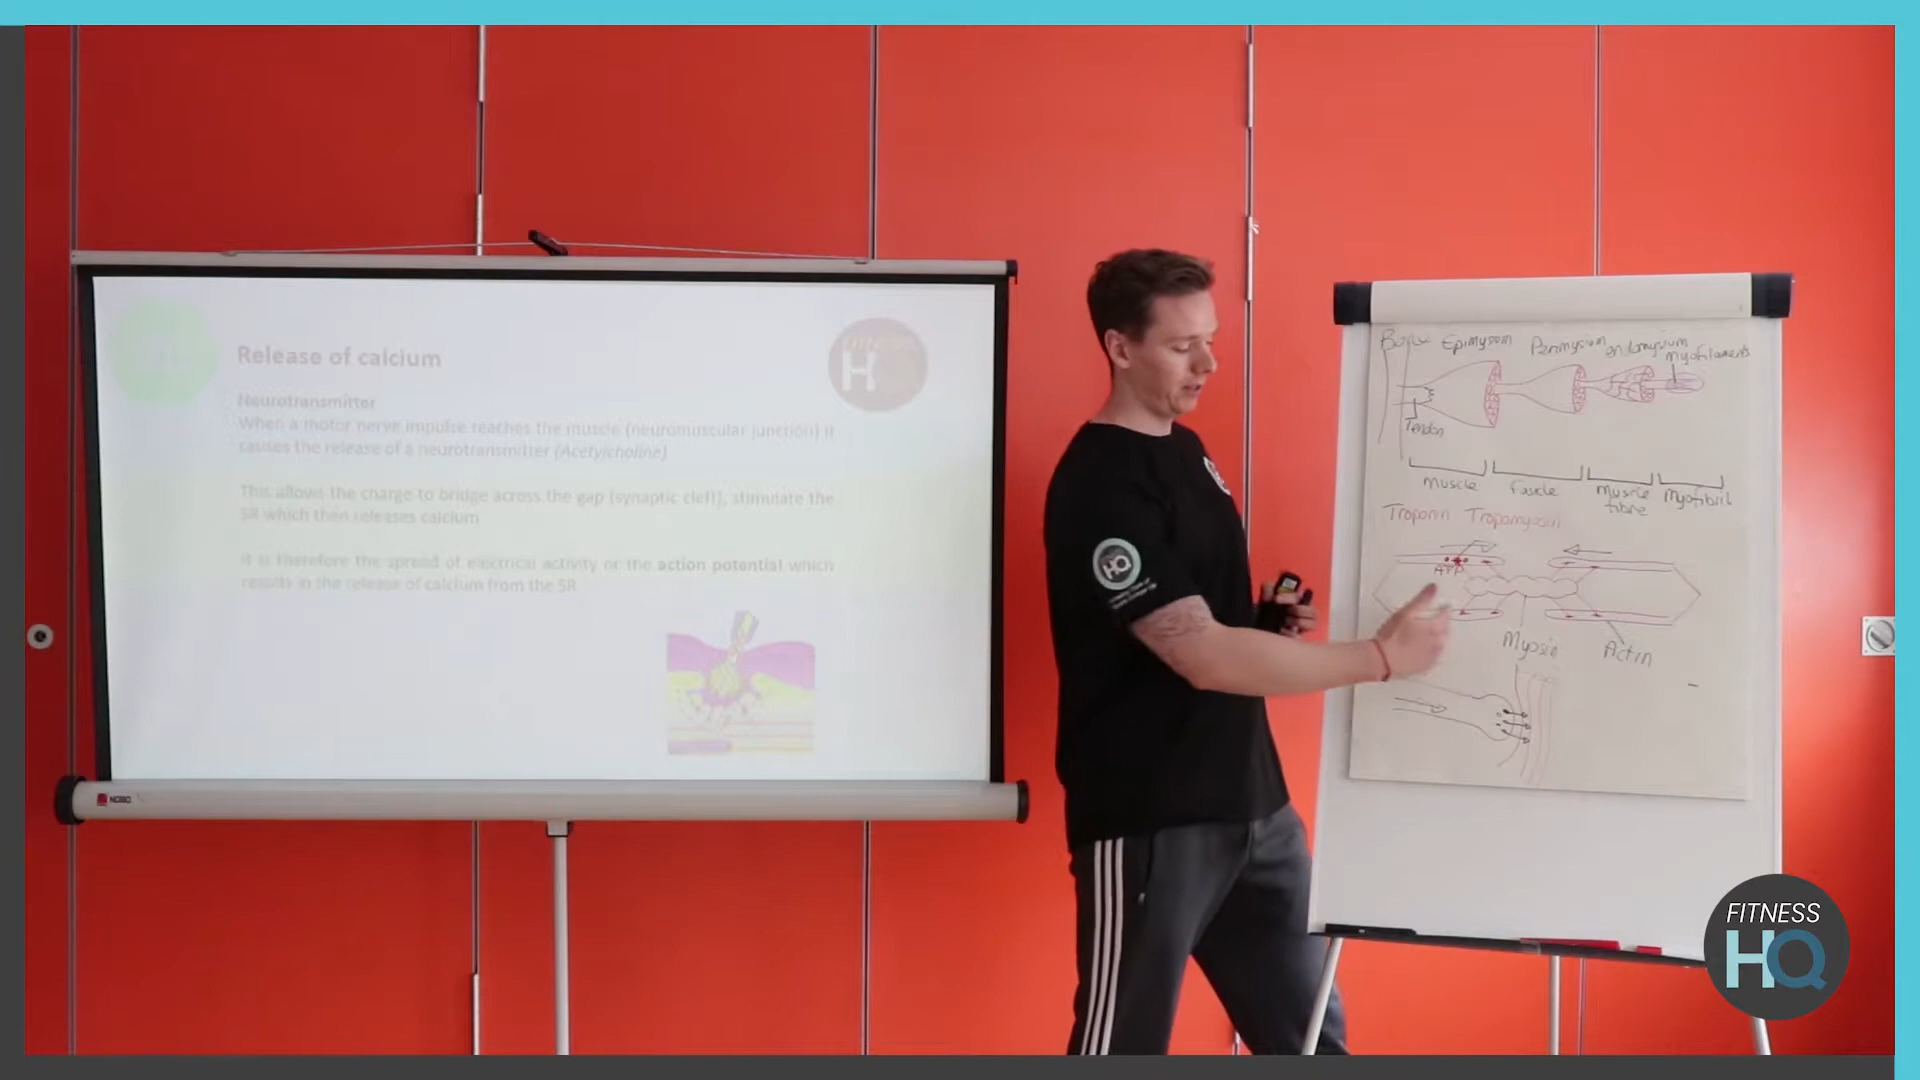 Release of calcium
Neurotransmitter
When a motor nerve impulse reaches the muscle (neuromuscular junction) it
causes the release of a neurotransmitter (Acetylcholine)
This allows the charge to bridge across the gap (synaptic cleft), stimulate the
SR which then releases calcium
It is therefore the spread of electrical activity or the action potential which
results in the release of calcium from the SR
NOBO
HQ
Epimysium Perimysium endomysium
myofilaments
Tendon
Muscle Fasicle Muscle Myofibril
fibre
Troponin Tropomyosin
Myosin Actin
FITNESS
HQ